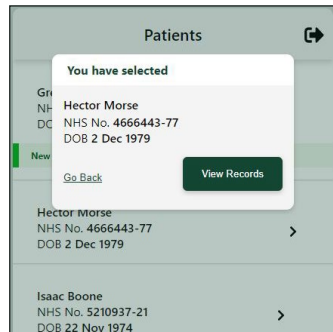 Patients
You have selected
Hector Morse
NHS No. 4666443-77
DOB 2 Dec 1979
Go Back
View Records
New
Hector Morse
NHS No. 4666443-77
DOB 2 Dec 1979
Isaac Boone
NHS No. 5210937-21
DOB 22 Nov 1974